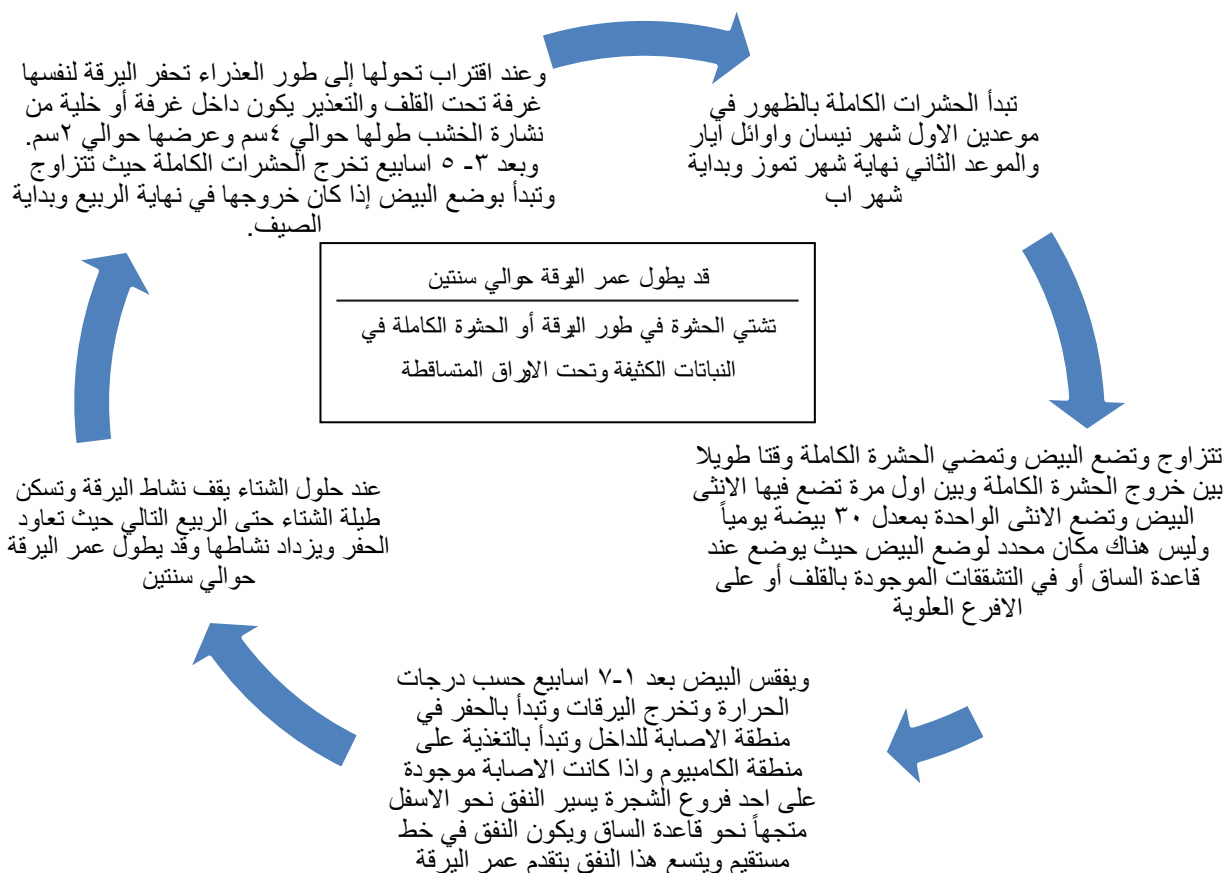 تبدأ الحشرات الكاملة بالظهور في
موعدين الاول شهر نيسان واوائل ايار
والموعد الثاني نهاية شهر تموز وبداية
شهر اب
تتزاوج وتضع البيض وتمضي الحشرة الكاملة وقتا طويلا
بين خروج الحشرة الكاملة وبين اول مرة تضع فيها الانثى
البيض وتضع الانثى الواحدة بمعدل ٣٠ بيضة يومياً
وليس هناك مكان محدد لوضع البيض حيث يوضع عند
قاعدة الساق أو في التشققات الموجودة بالقلف أو على
الافرع العلوية
ويفقس البيض بعد ١-٧ اسابيع حسب درجات
الحرارة وتخرج اليرقات وتبدأ بالحفر في
منطقة الاصابة للداخل وتبدأ بالتغذية على
منطقة الكامبيوم واذا كانت الاصابة موجودة
على احد فروع الشجرة يسير النفق نحو الاسفل
متجهاً نحو قاعدة الساق ويكون النفق في خط
مستقيم ويتسع هذا النفق بتقدم عمر اليرقة
عند حلول الشتاء يقف نشاط اليرقة وتسكن
طيلة الشتاء حتى الربيع التالي حيث تعاود
الحفر ويزداد نشاطها وقد يطول عمر اليرقة
حوالي سنتين
وعند اقتراب تحولها إلى طور العذراء تحفر اليرقة لنفسها
غرفة تحت القلف والتعذير يكون داخل غرفة أو خلية من
نشارة الخشب طولها حوالي ٤سم وعرضها حوالي ٢سم.
وبعد ٣- ٥ اسابيع تخرج الحشرات الكاملة حيث تتزاوج
وتبدأ بوضع البيض إذا كان خروجها في نهاية الربيع وبداية
الصيف.
قد يطول عمر اليرقة حوالي سنتين
تشتي الحشرة في طور اليرقة أو الحشرة الكاملة في
النباتات الكثيفة وتحت الاوراق المتساقطة